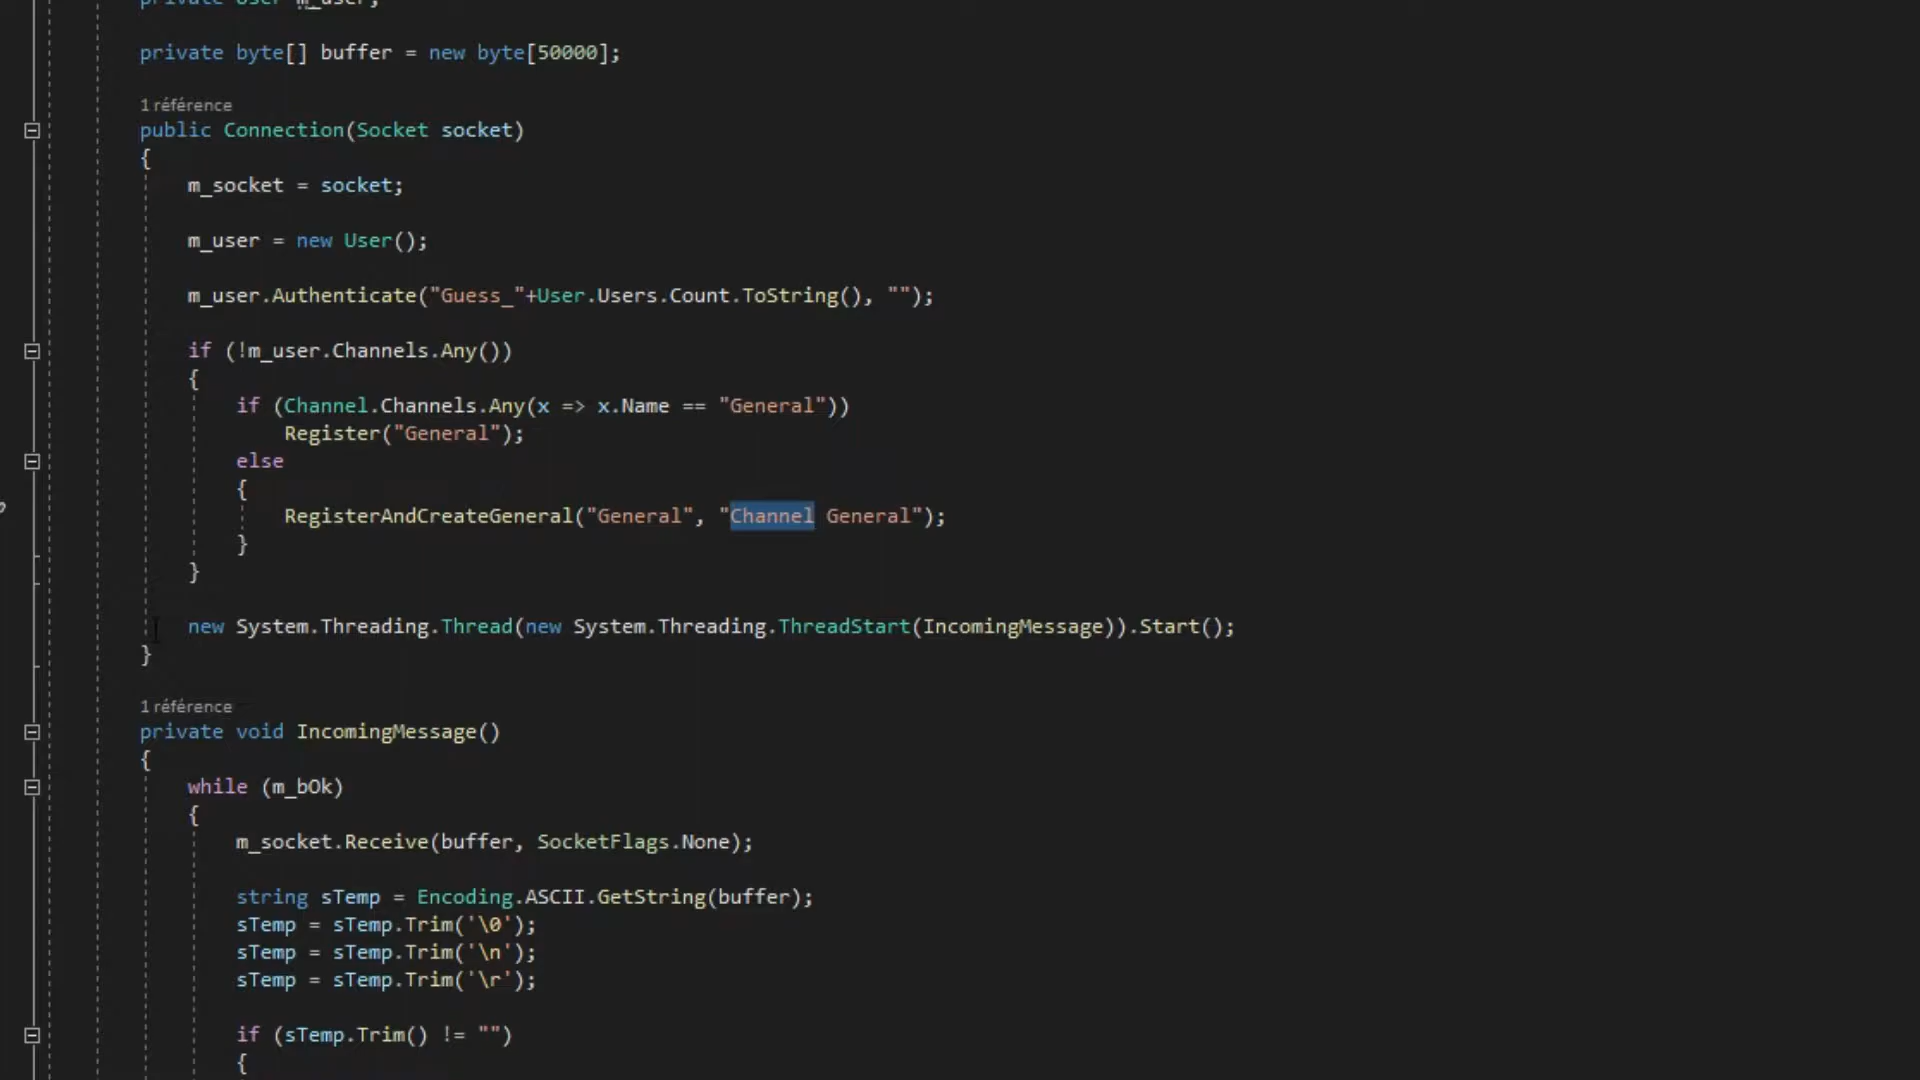 private User m_user;
private byte[] buffer = new byte[50000];
1 référence
public Connection(Socket socket)
{
m_socket = socket;
m_user = new User();
m_user.Authenticate("Guess_"+User.Users.Count.ToString(), "");
if (!m_user.Channels.Any())
{
if (Channel.Channels.Any(x => x.Name == "General"))
Register("General");
else
{
RegisterAndCreateGeneral("General", "Channel General");
}
}
new System.Threading.Thread(new System.Threading.ThreadStart(IncomingMessage)).Start();
}
1 référence
private void IncomingMessage()
{
while (m_bOk)
{
m_socket.Receive(buffer, SocketFlags.None);
string sTemp = Encoding.ASCII.GetString(buffer);
sTemp = sTemp.Trim('\0');
sTemp = sTemp.Trim('\n');
sTemp = sTemp.Trim('\r');
if (sTemp.Trim() != "")
{